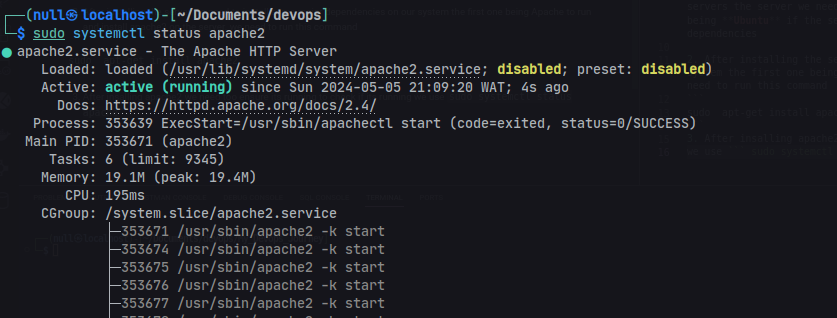 ┌──(null㉿localhost)-[~/Documents/devops]
└─$ sudo systemctl status apache2
● apache2.service - The Apache HTTP Server
Loaded: loaded (/usr/lib/systemd/system/apache2.service; disabled; preset: disabled)
Active: active (running) since Sun 2024-05-05 21:09:20 WAT; 4s ago
Docs: https://httpd.apache.org/docs/2.4/
Process: 353639 ExecStart=/usr/sbin/apachectl start (code=exited, status=0/SUCCESS)
Main PID: 353671 (apache2)
Tasks: 6 (limit: 9345)
Memory: 19.1M (peak: 19.4M)
CPU: 195ms
CGroup: /system.slice/apache2.service
├─353671 /usr/sbin/apache2 -k start
├─353674 /usr/sbin/apache2 -k start
├─353675 /usr/sbin/apache2 -k start
├─353676 /usr/sbin/apache2 -k start
├─353677 /usr/sbin/apache2 -k start